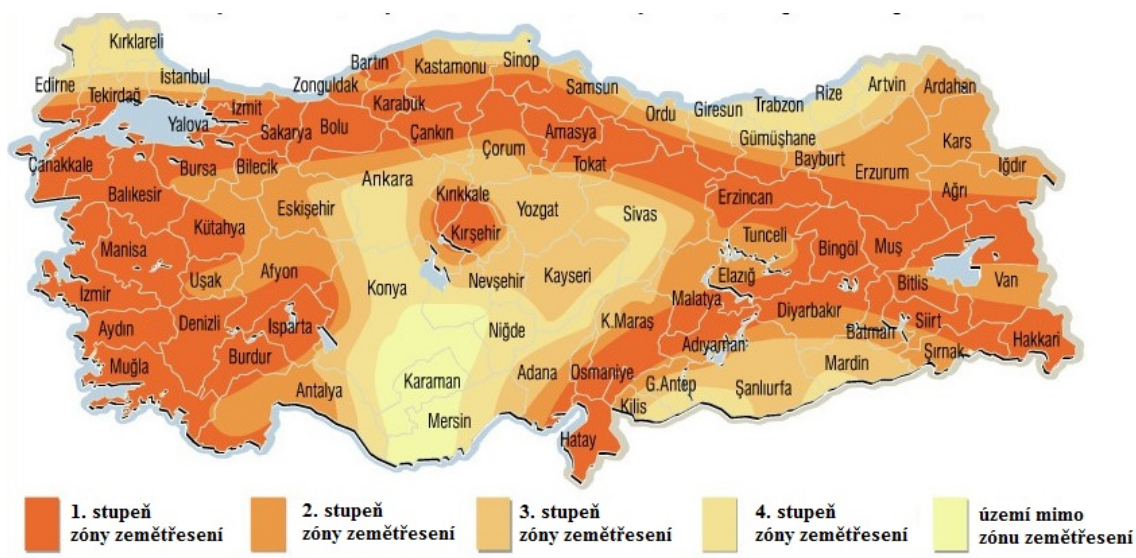 Kırklareli
Edirne
Tekirdağ
İstanbul
Yalova
İzmit
Sakarya
Zonguldak
Bartın
Karabük
Kastamonu
Sinop
Samsun
Ordu
Giresun
Trabzon
Rize
Artvin
Ardahan
Kars
Iğdır
Ağrı
Erzurum
Bayburt
Gümüşhane
Amasya
Tokat
Çorum
Çankırı
Bolu
Bilecik
Bursa
Çanakkale
Balıkesir
Kütahya
Eskişehir
Ankara
Kırıkkale
Kırşehir
Yozgat
Sivas
Erzincan
Tunceli
Bingöl
Muş
Bitlis
Van
Hakkari
Şırnak
Siirt
Batman
Diyarbakır
Elazığ
Malatya
Adıyaman
K.Maraş
Kayseri
Nevşehir
Niğde
Konya
Afyon
Uşak
Manisa
İzmir
Aydın
Denizli
Isparta
Burdur
Muğla
Antalya
Karaman
Mersin
Adana
Osmaniye
Hatay
Kilis
G.Antep
Şanlıurfa
Mardin
1. stupeň
zóny zemětřesení
2. stupeň
zóny zemětřesení
3. stupeň
zóny zemětřesení
4. stupeň
zóny zemětřesení
území mimo
zónu zemětřesení